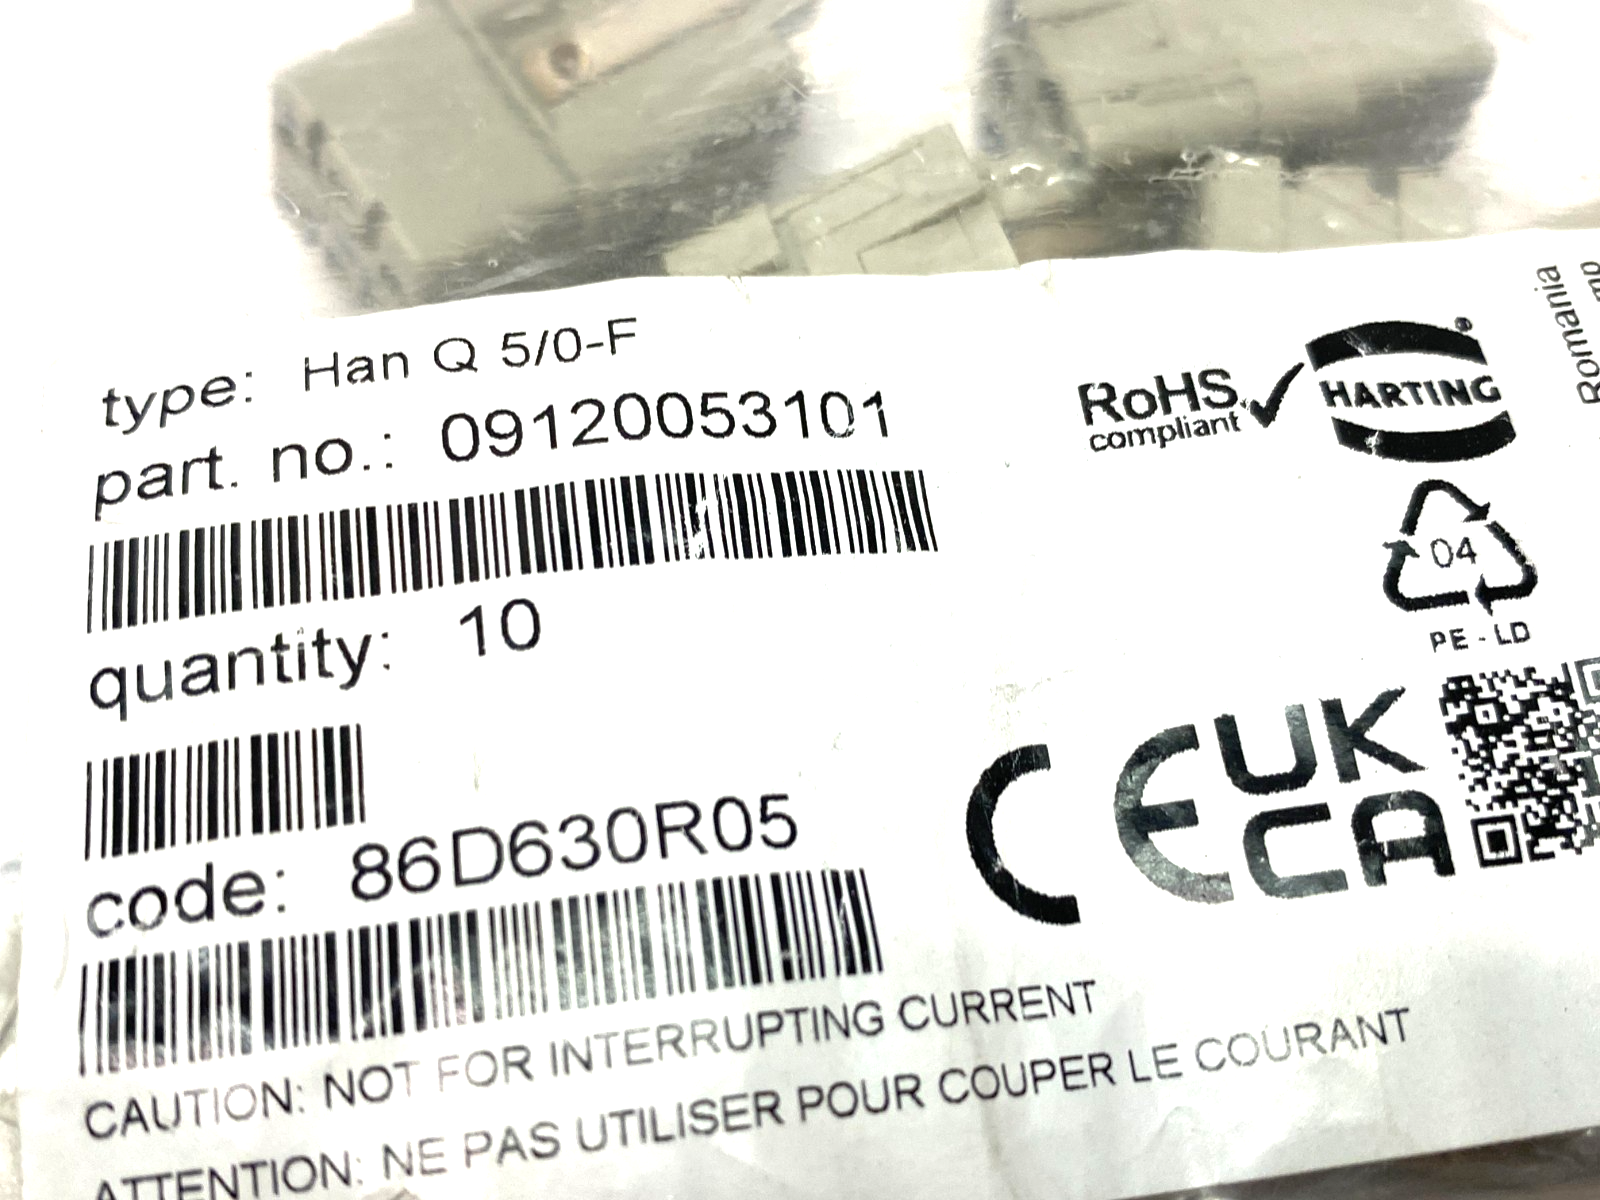 type: Han Q 5/0-F
part. no.: 09120053101
quantity: 10
code: 86D630R05
CAUTION: NOT FOR INTERRUPTING CURRENT
ATTENTION: NE PAS UTILISER POUR COUPER LE COURANT
RoHS
compliant
HARTING®
04
PE-LD
CE
UK
CA
Romania